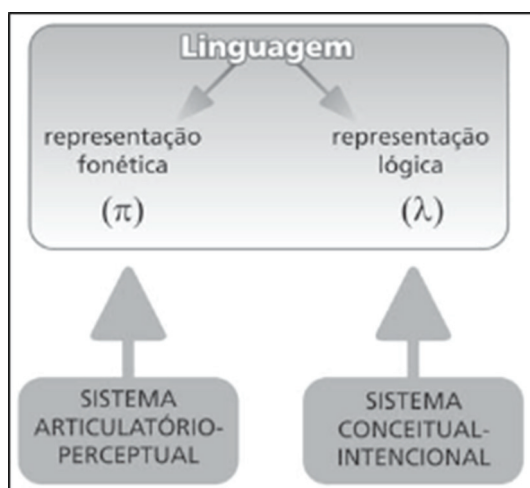 Linguagem
representação
fonética
(π)
representação
lógica
(λ)
SISTEMA
ARTICULATÓRIO-
PERCEPTUAL
SISTEMA
CONCEITUAL-
INTENCIONAL